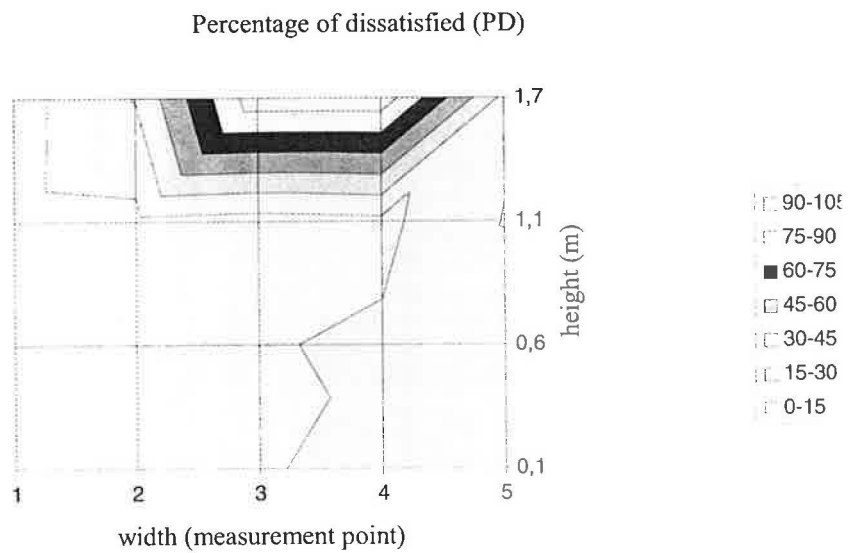 Percentage of dissatisfied (PD)
1,7
1,1
0,6
0,1
height (m)
1 2 3 4 5
width (measurement point)
90-105
75-90
60-75
45-60
30-45
15-30
0-15